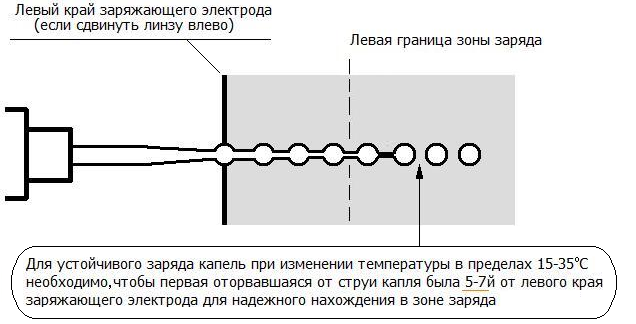 Левый край заряжающего электрода
(если сдвинуть линзу влево)
Левая граница зоны заряда
Для устойчивого заряда капель при изменении температуры в пределах 15-35°С
необходимо,чтобы первая оторвавшаяся от струи капля была 5-7й от левого края
заряжающего электрода для надежного нахождения в зоне заряда